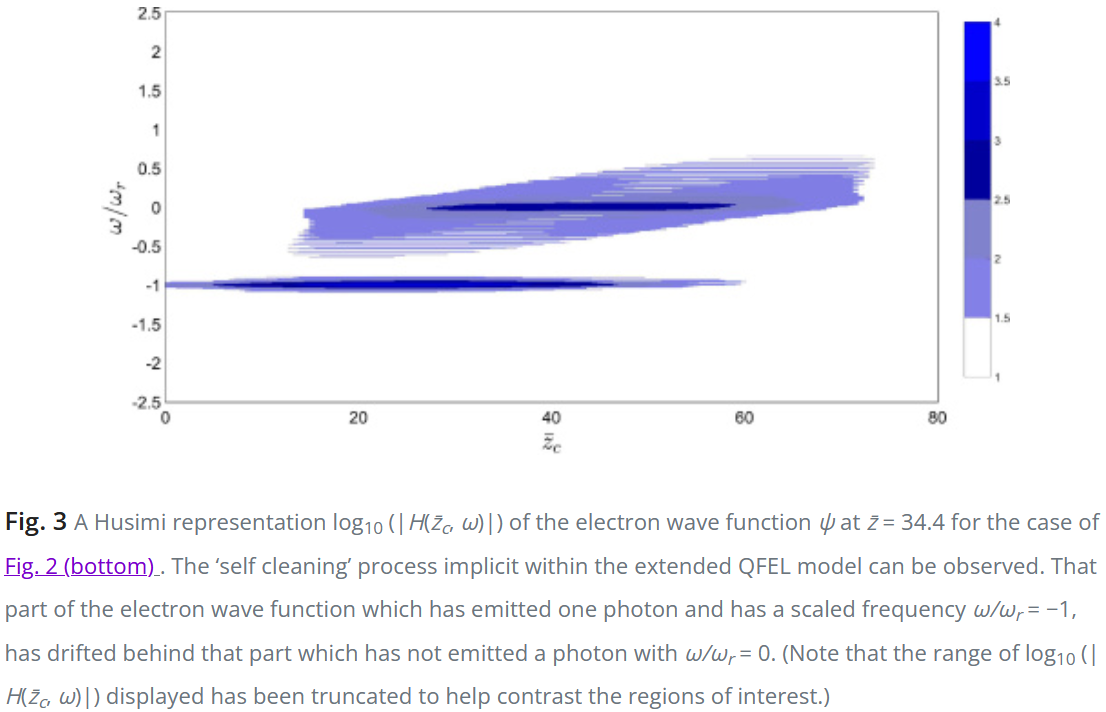 2.5
2
1.5
1
0.5
0
-0.5
-1
-1.5
-2
-2.5
ω/ωᵣ
0 20 40 60 80
z̄c
4
3.5
3
2.5
2
1.5
1
Fig. 3 A Husimi representation log₁₀ (|H(z̄c, ω)|) of the electron wave function ψ at z̄ = 34.4 for the case of
Fig. 2 (bottom) . The ‘self cleaning’ process implicit within the extended QFEL model can be observed. That
part of the electron wave function which has emitted one photon and has a scaled frequency ω/ωᵣ = −1,
has drifted behind that part which has not emitted a photon with ω/ωᵣ = 0. (Note that the range of log₁₀ (|
H(z̄c, ω)|) displayed has been truncated to help contrast the regions of interest.)